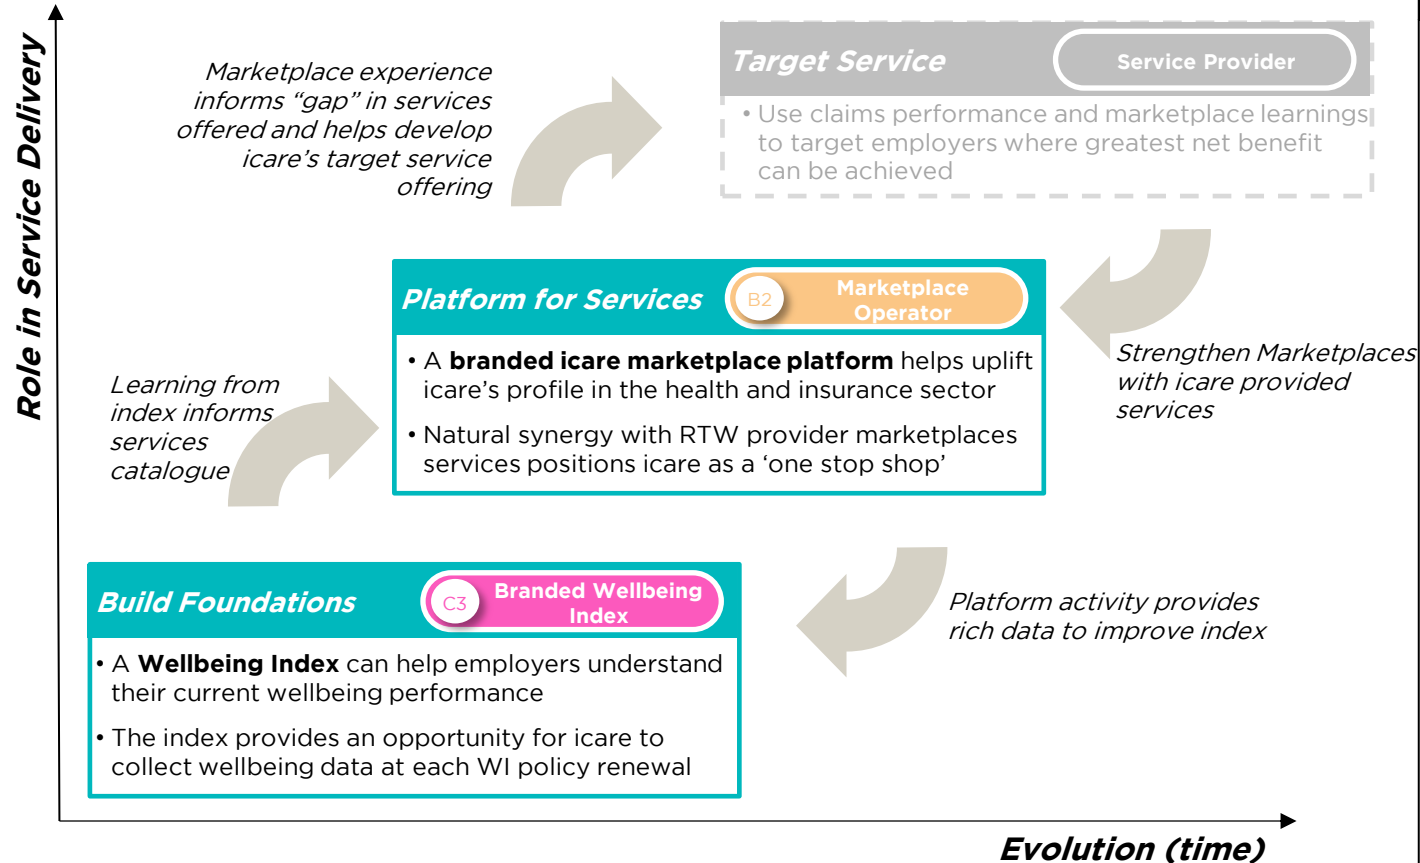 Role in Service Delivery
Marketplace experience
informs “gap” in services
offered and helps develop
icare’s target service
offering
Target Service
Service Provider
• Use claims performance and marketplace learnings
to target employers where greatest net benefit
can be achieved
Platform for Services
B2
Marketplace
Operator
• A branded icare marketplace platform helps uplift
icare’s profile in the health and insurance sector
• Natural synergy with RTW provider marketplaces
services positions icare as a ‘one stop shop’
Strengthen Marketplaces
with icare provided
services
Learning from
index informs
services
catalogue
Build Foundations
C3
Branded Wellbeing
Index
• A Wellbeing Index can help employers understand
their current wellbeing performance
• The index provides an opportunity for icare to
collect wellbeing data at each WI policy renewal
Platform activity provides
rich data to improve index
Evolution (time)